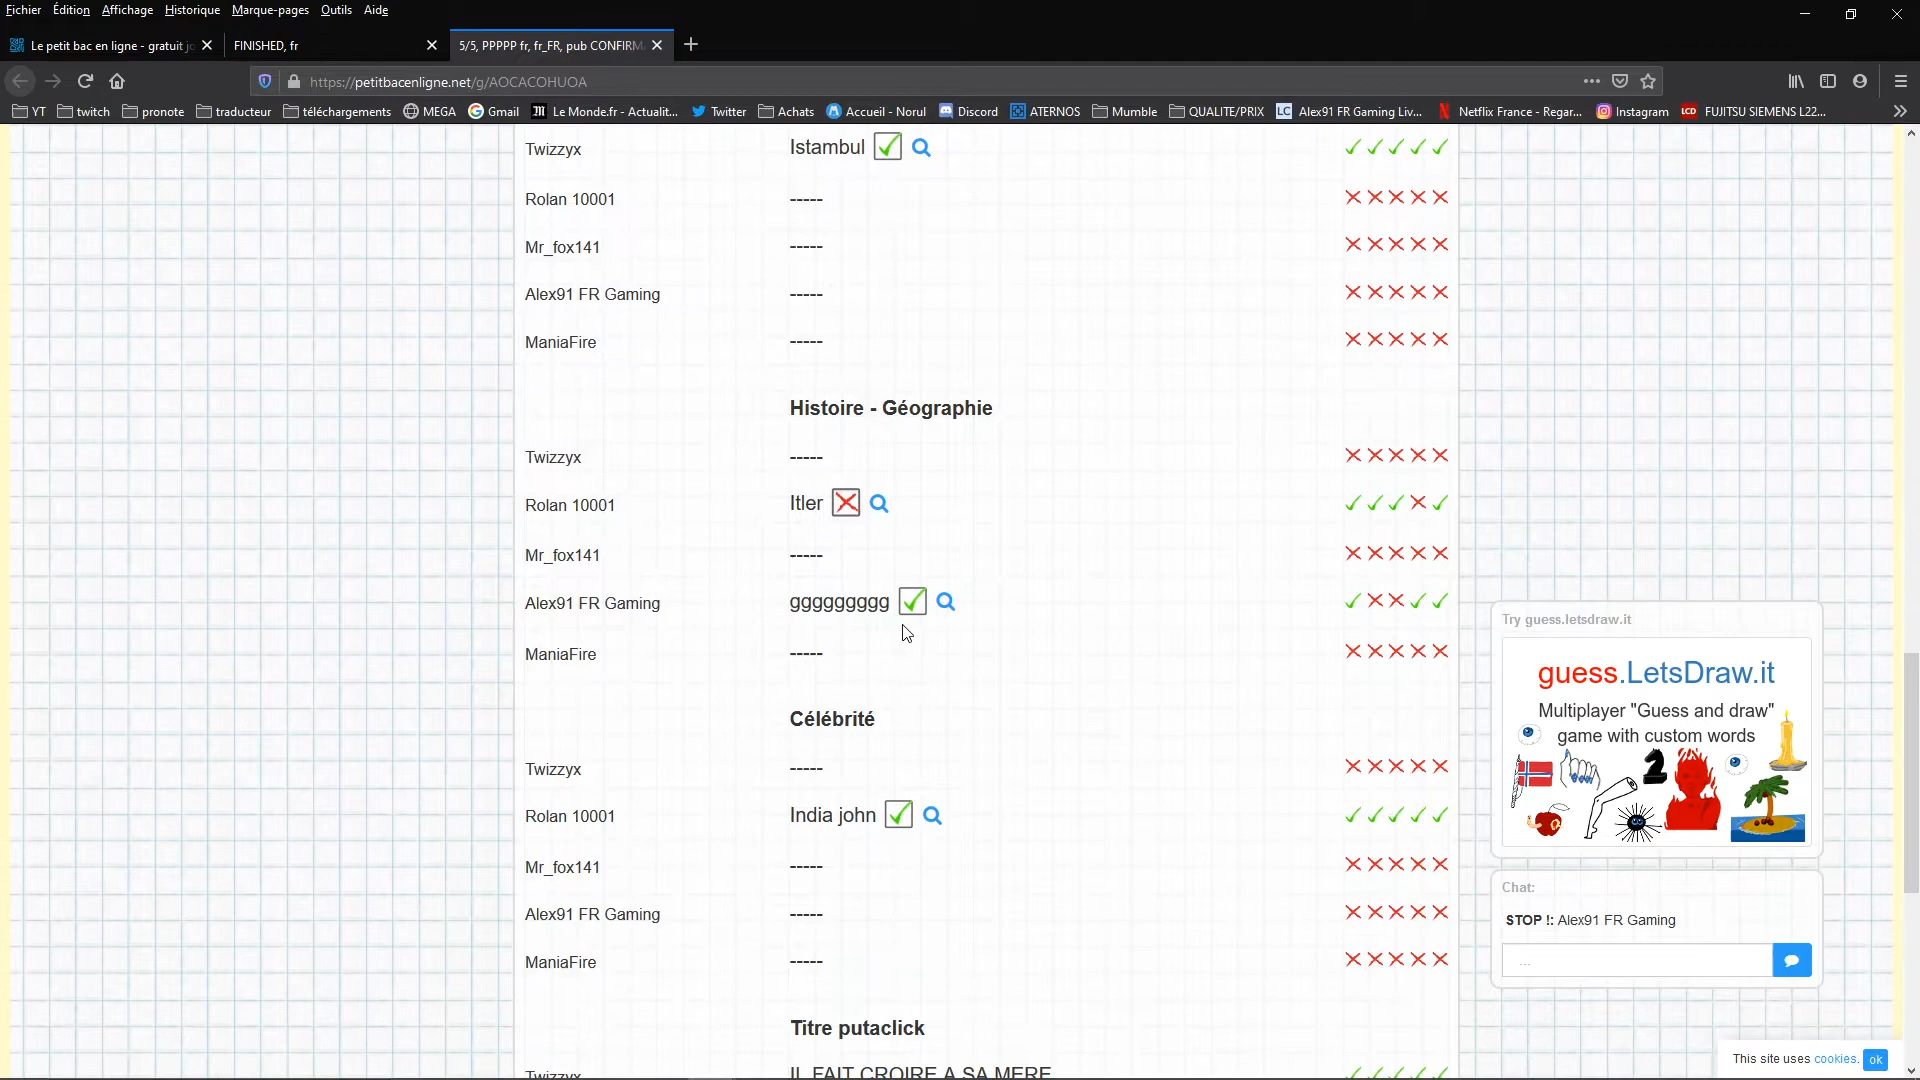 Fichier Édition Affichage Historique Marque-pages Outils Aide
Le petit bac en ligne - gratuit jo
FINISHED, fr
5/5, PPPPP fr, fr_FR, pub CONFIRM
https://petitbacenligne.net/g/AOCACOHUOA
YT twitch pronote traducteur téléchargements MEGA Gmail Le Monde.fr - Actualit... Twitter Achats Accueil - Norul Discord ATERNOS Mumble QUALITE/PRIX Alex91 FR Gaming Liv... Netflix France - Regar... Instagram FUJITSU SIEMENS L22...
Twizzyx Istambul
Rolan 10001 -----
Mr_fox141 -----
Alex91 FR Gaming -----
ManiaFire -----
Histoire - Géographie
Twizzyx -----
Rolan 10001 Itler
Mr_fox141 -----
Alex91 FR Gaming ggggggggg
ManiaFire -----
Célébrité
Twizzyx -----
Rolan 10001 India john
Mr_fox141 -----
Alex91 FR Gaming -----
ManiaFire -----
Titre putaclick
Twizzyx IL FAIT CROIRE A SA MERE
Try guess.letsdraw.it
guess.LetsDraw.it
Multiplayer "Guess and draw"
game with custom words
Chat:
STOP !: Alex91 FR Gaming
...
This site uses cookies. ok